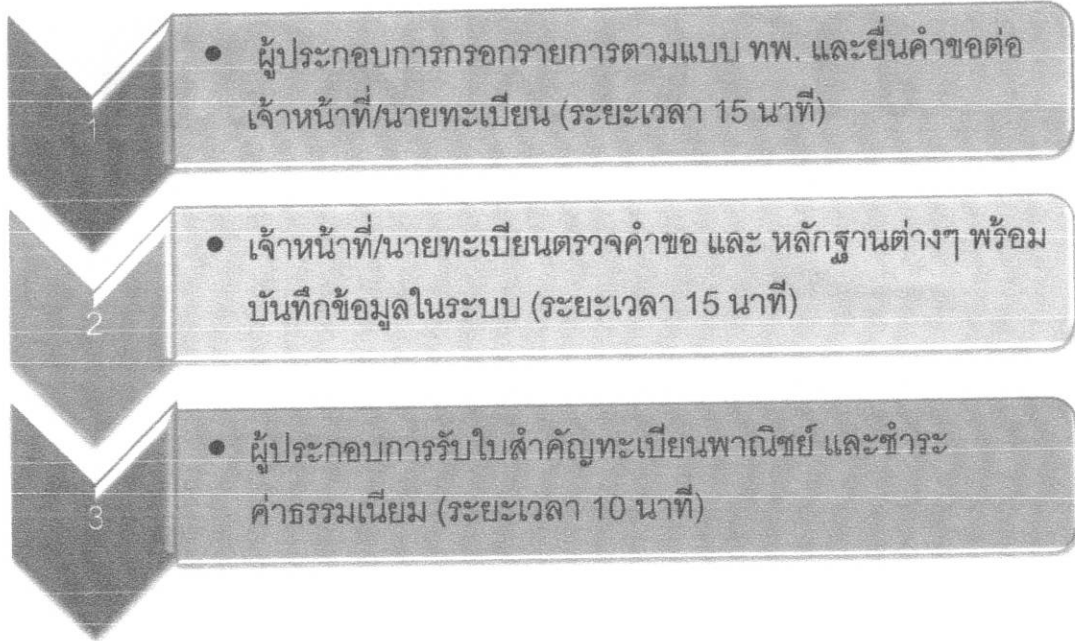 1
• ผู้ประกอบการกรอกรายการตามแบบ ทพ. และยื่นคำขอต่อ
เจ้าหน้าที่/นายทะเบียน (ระยะเวลา 15 นาที)
2
• เจ้าหน้าที่/นายทะเบียนตรวจคำขอ และ หลักฐานต่างๆ พร้อม
บันทึกข้อมูลในระบบ (ระยะเวลา 15 นาที)
3
• ผู้ประกอบการรับใบสำคัญทะเบียนพาณิชย์ และชำระ
ค่าธรรมเนียม (ระยะเวลา 10 นาที)